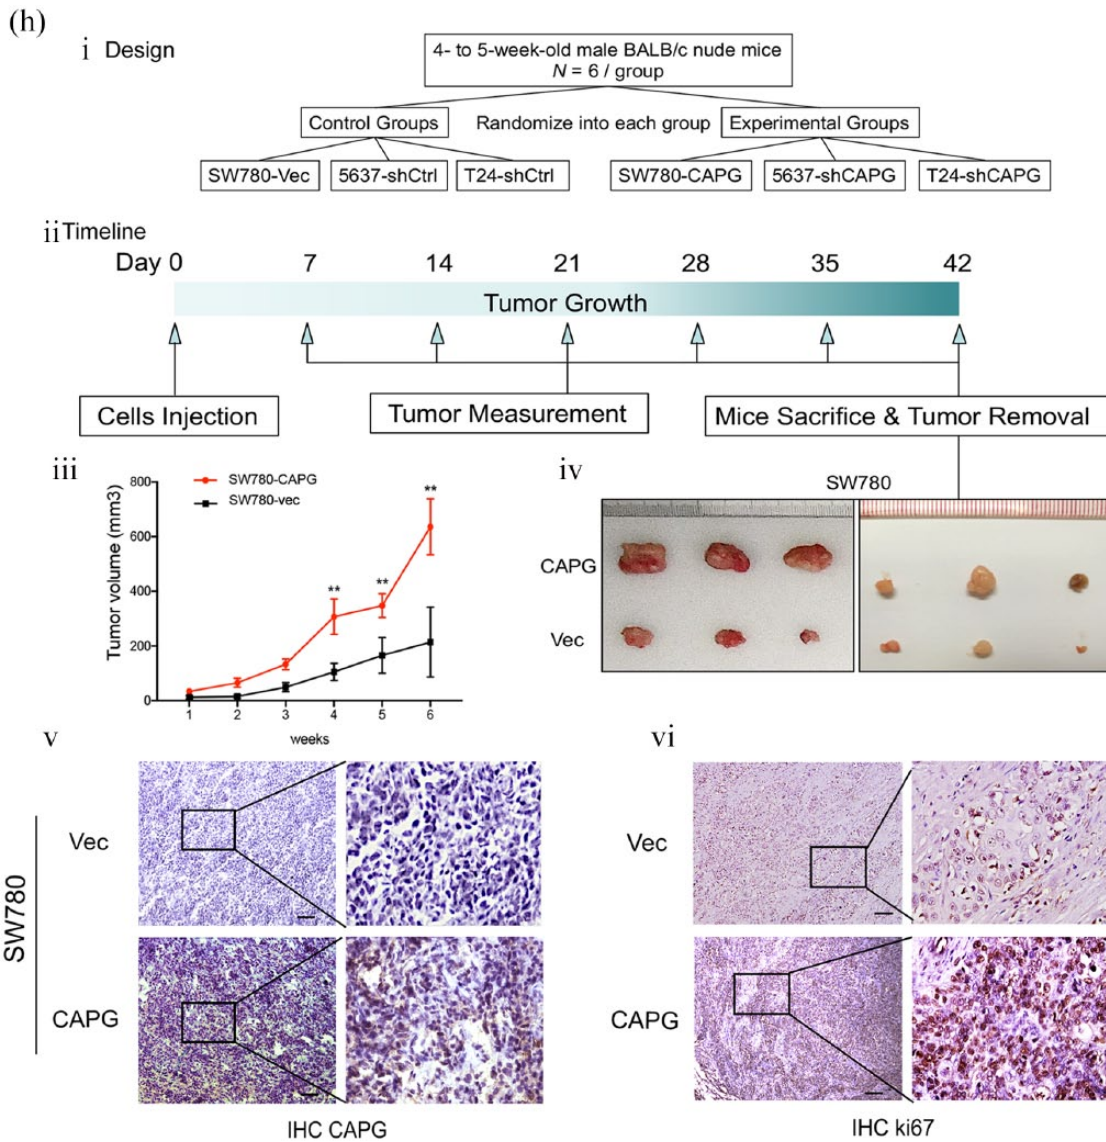 (h)
i Design
4- to 5-week-old male BALB/c nude mice
N = 6 / group
Control Groups
Randomize into each group
Experimental Groups
SW780-Vec
5637-shCtrl
T24-shCtrl
SW780-CAPG
5637-shCAPG
T24-shCAPG
ii Timeline
Day 0 7 14 21 28 35 42
Tumor Growth
Cells Injection
Tumor Measurement
Mice Sacrifice & Tumor Removal
iii
SW780-CAPG
SW780-vec
Tumor volume (mm3)
800
600
400
200
0
**
**
**
1 2 3 4 5 6
weeks
iv
SW780
CAPG
Vec
v
SW780
Vec
CAPG
IHC CAPG
vi
Vec
CAPG
IHC ki67